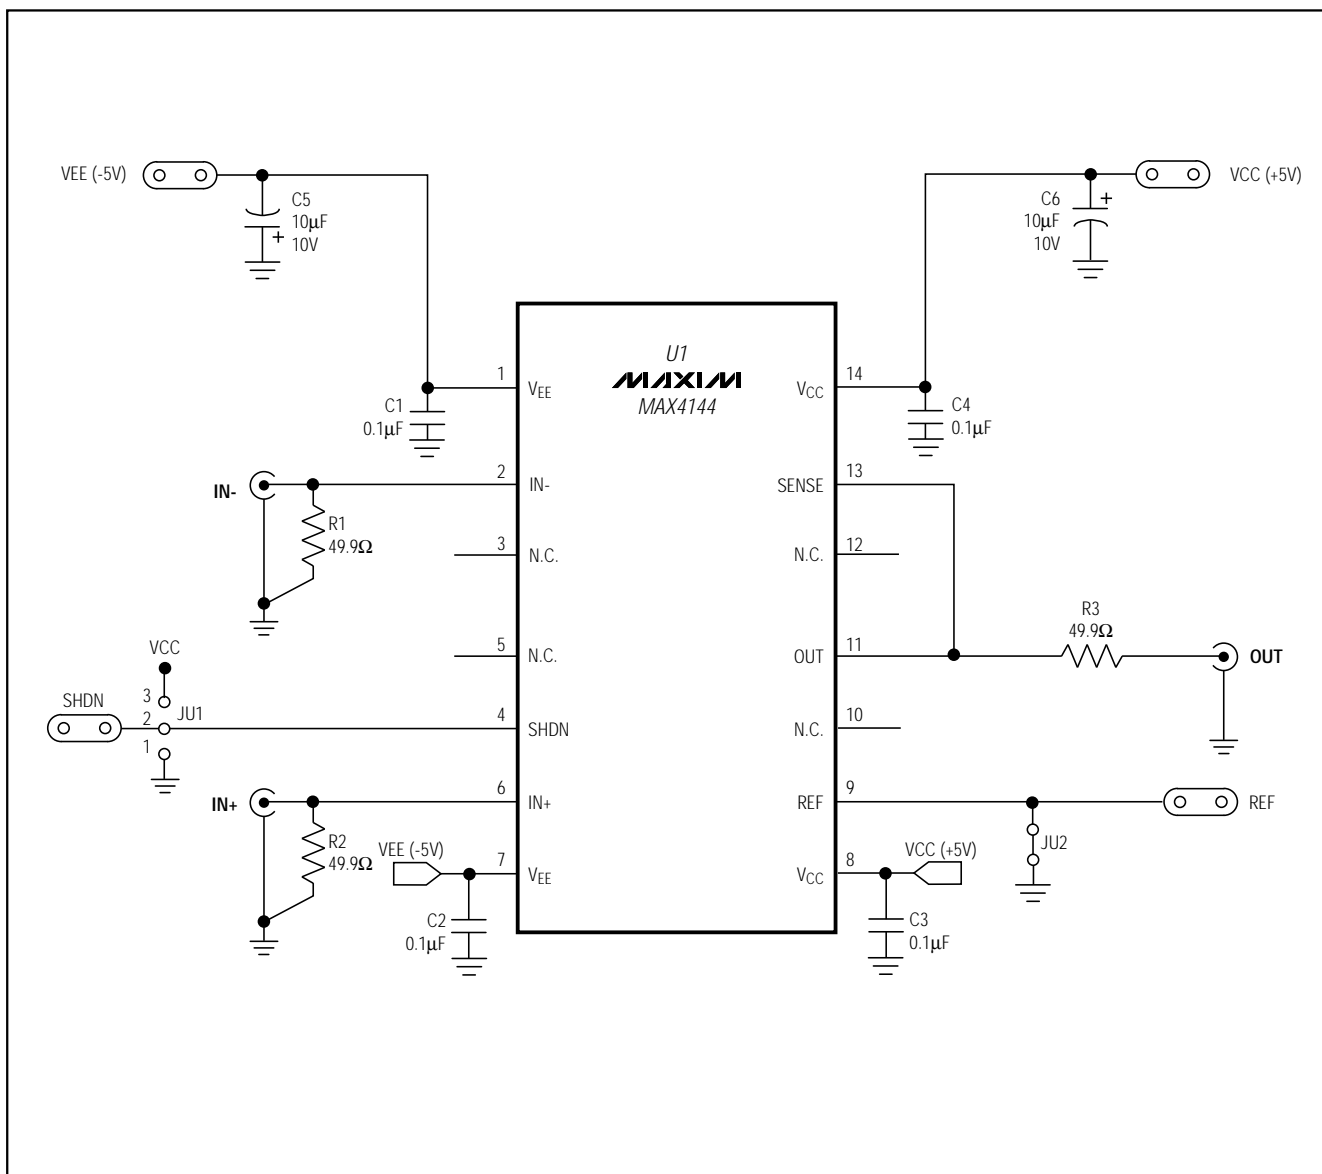 VEE (-5V)
C5
10µF
10V
+
VCC (+5V)
C6
10µF
10V
+
U1
MAXIM
MAX4144
1
VEE
C1
0.1µF
14
VCC
C4
0.1µF
IN-
2
IN-
R1
49.9Ω
13
SENSE
3
N.C.
12
N.C.
5
N.C.
11
OUT
R3
49.9Ω
OUT
VCC
SHDN
3
2
1
JU1
4
SHDN
10
N.C.
IN+
6
IN+
R2
49.9Ω
9
REF
REF
JU2
VEE (-5V)
7
VEE
C2
0.1µF
8
VCC
VCC (+5V)
C3
0.1µF